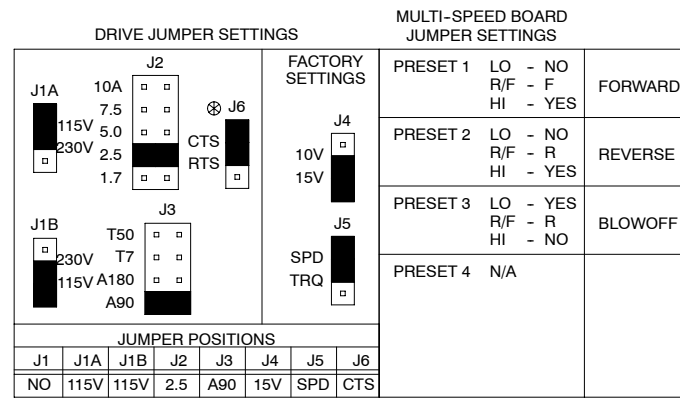 DRIVE JUMPER SETTINGS
MULTI-SPEED BOARD
JUMPER SETTINGS
J1A
115V
230V
J2
10A
7.5
5.0
2.5
1.7
J6
CTS
RTS
J1B
230V
115V
J3
T50
T7
A180
A90
FACTORY
SETTINGS
J4
10V
15V
J5
SPD
TRQ
PRESET 1 LO - NO
R/F - F
HI - YES
FORWARD
PRESET 2 LO - NO
R/F - R
HI - YES
REVERSE
PRESET 3 LO - YES
R/F - R
HI - NO
BLOWOFF
PRESET 4 N/A
JUMPER POSITIONS
J1 J1A J1B J2 J3 J4 J5 J6
NO 115V 115V 2.5 A90 15V SPD CTS